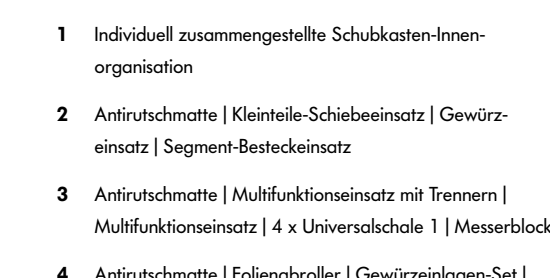 1 Individuell zusammengestellte Schubkasten-Innen-
organisation
2 Antirutschmatte | Kleinteile-Schiebeeinsatz | Gewürz-
einsatz | Segment-Besteckeinsatz
3 Antirutschmatte | Multifunktionseinsatz mit Trennern |
Multifunktionseinsatz | 4 x Universalschale 1 | Messerblock
4 Antirutschmatte | Folienabroller | Gewürzeinlagen-Set |